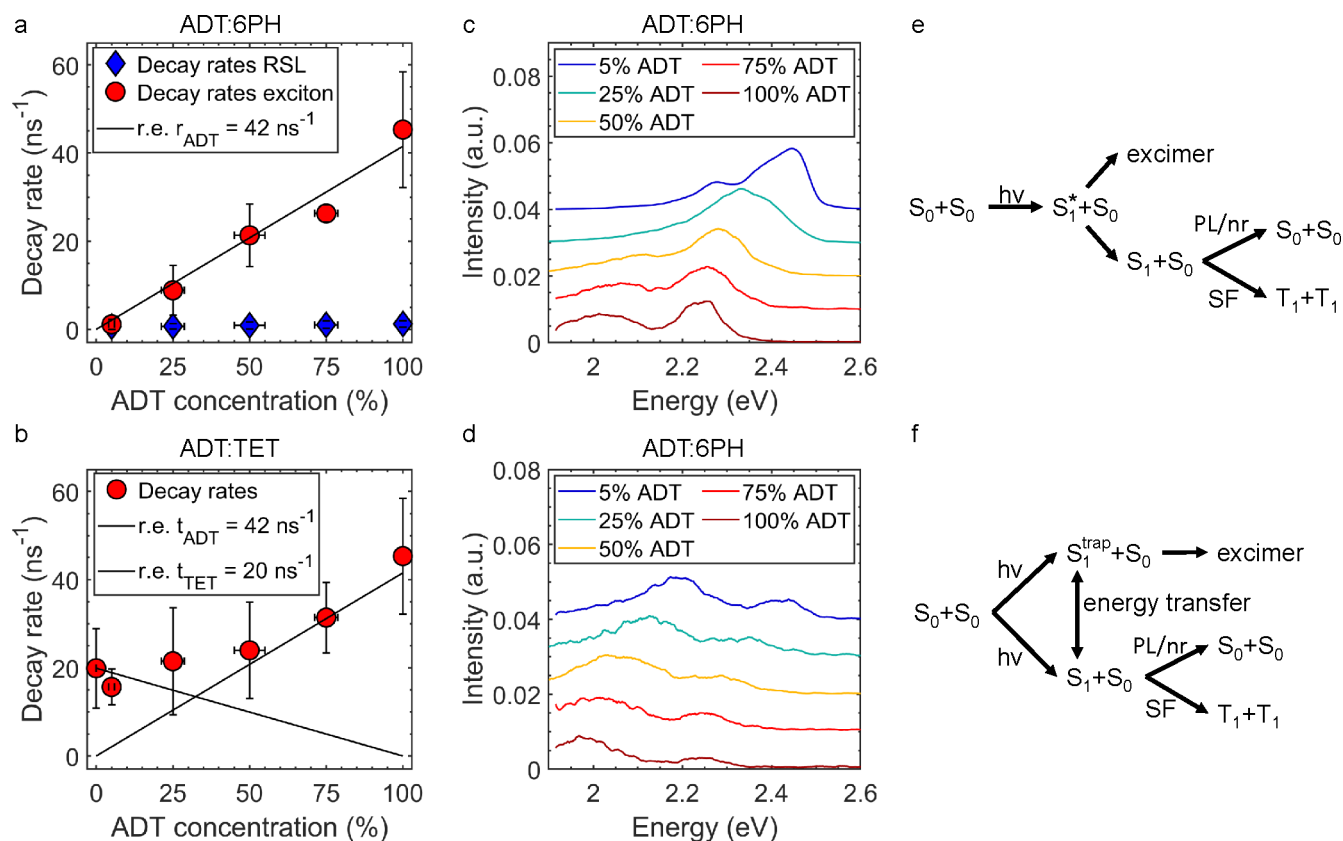 a
ADT:6PH
Decay rates RSL
Decay rates exciton
r.e. r_ADT = 42 ns⁻¹
60
40
20
0
Decay rate (ns⁻¹)
0 25 50 75 100
ADT concentration (%)
b
ADT:TET
Decay rates
r.e. t_ADT = 42 ns⁻¹
r.e. t_TET = 20 ns⁻¹
60
40
20
0
Decay rate (ns⁻¹)
0 25 50 75 100
ADT concentration (%)
c
ADT:6PH
5% ADT 75% ADT
25% ADT 100% ADT
50% ADT
0.08
0.06
0.04
0.02
0
Intensity (a.u.)
2 2.2 2.4 2.6
Energy (eV)
d
ADT:6PH
5% ADT 75% ADT
25% ADT 100% ADT
50% ADT
0.08
0.06
0.04
0.02
0
Intensity (a.u.)
2 2.2 2.4 2.6
Energy (eV)
e
excimer
S₀+S₀ hν S₁*+S₀
PL/nr S₀+S₀
S₁+S₀
SF T₁+T₁
f
S₁^trap+S₀ excimer
hν
S₀+S₀ energy transfer
hν
PL/nr S₀+S₀
S₁+S₀
SF T₁+T₁